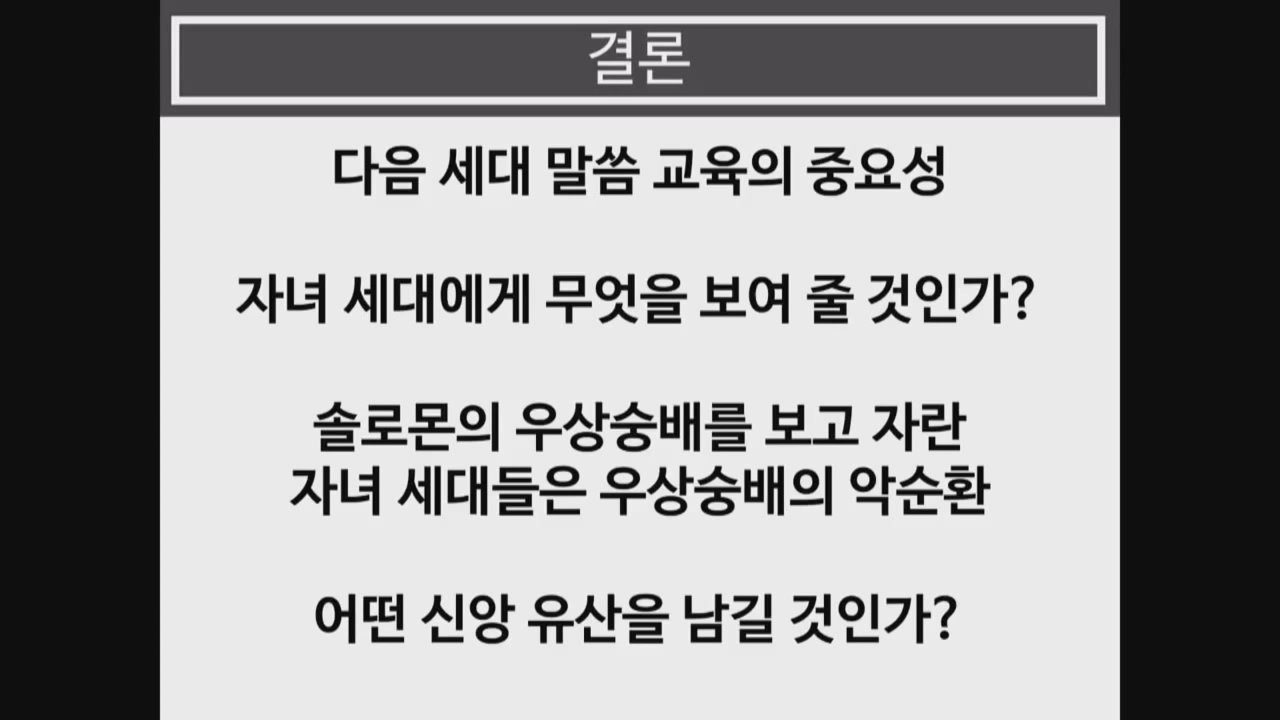 결론
다음 세대 말씀 교육의 중요성
자녀 세대에게 무엇을 보여 줄 것인가?
솔로몬의 우상숭배를 보고 자란
자녀 세대들은 우상숭배의 악순환
어떤 신앙 유산을 남길 것인가?